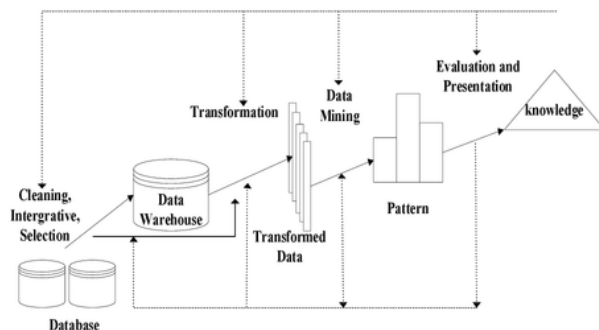 Evaluation and
Presentation
knowledge
Data
Mining
Transformation
Cleaning,
Intergrative,
Selection
Data
Warehouse
Pattern
Transformed
Data
Database